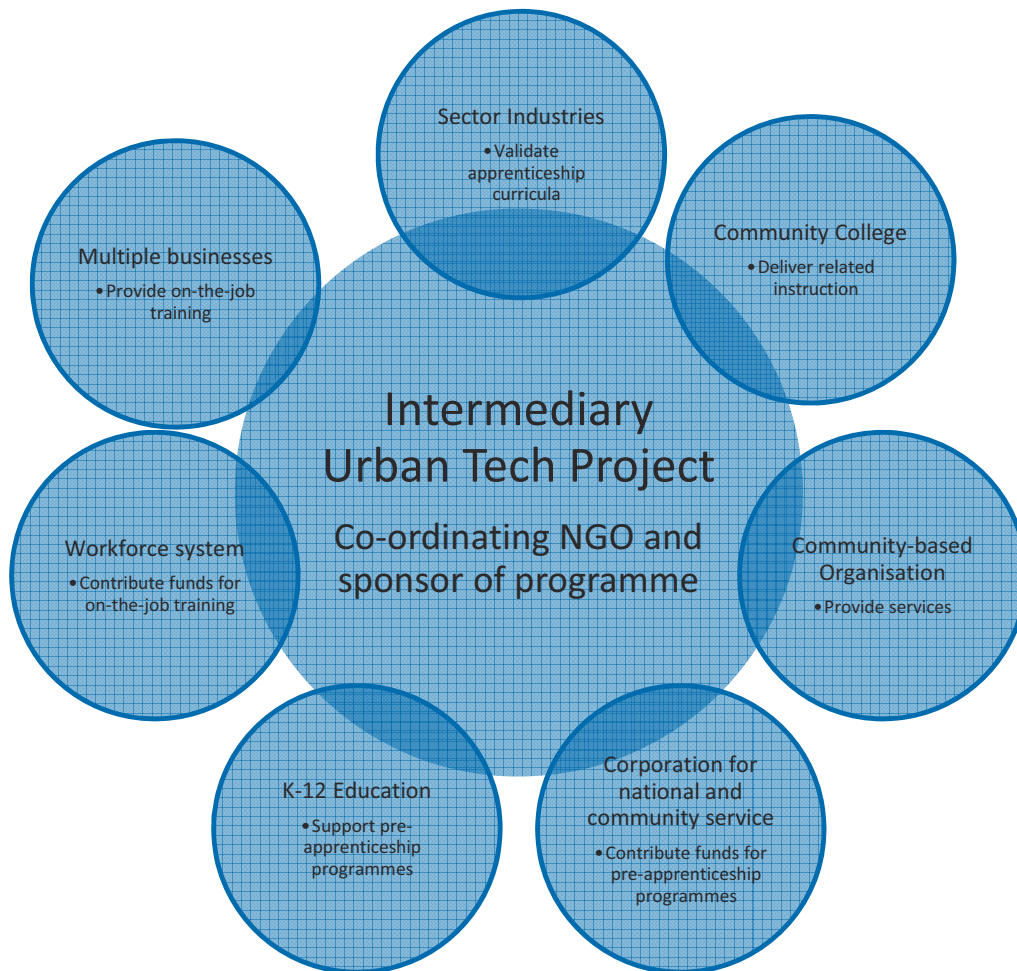 Sector Industries
•Validate
apprenticeship
curricula
Community College
•Deliver related
instruction
Multiple businesses
•Provide on-the-job
training
Intermediary
Urban Tech Project
Co-ordinating NGO and
sponsor of programme
Workforce system
•Contribute funds for
on-the-job training
Community-based
Organisation
•Provide services
K-12 Education
•Support pre-
apprenticeship
programmes
Corporation for
national and
community service
•Contribute funds for
pre-apprenticeship
programmes